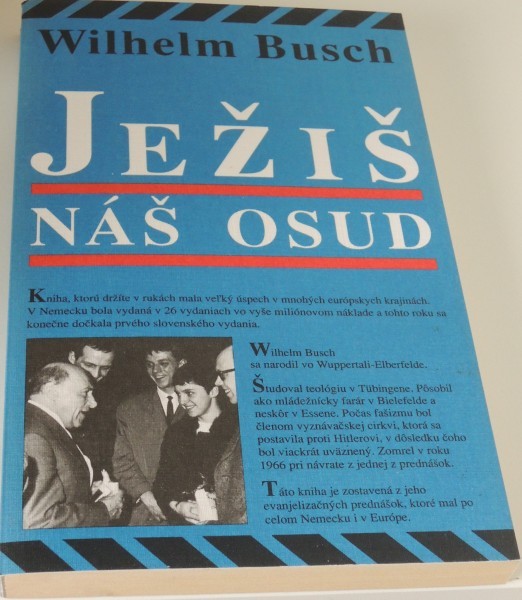 Wilhelm Busch
JEŽIŠ
NÁŠ OSUD
Kniha, ktorú držíte v rukách mala veľký úspech v mnohých európskych krajinách.
V Nemecku bola vydaná v 26 vydaniach vo vyše miliónovom náklade a tohto roku sa
konečne dočkala prvého slovenského vydania.
Wilhelm Busch
sa narodil vo Wuppertali-Elberfelde.
Študoval teológiu v Tübingene. Pôsobil
ako mládežnícky farár v Bielefelde a
neskôr v Essene. Počas fašizmu bol
členom vyznávačskej cirkvi, ktorá sa
postavila proti Hitlerovi, v dôsledku čoho
bol viackrát uväznený. Zomrel v roku
1966 pri návrate z jednej z prednášok.
Táto kniha je zostavená z jeho
evanjelizačných prednášok, ktoré mal po
celom Nemecku i v Európe.